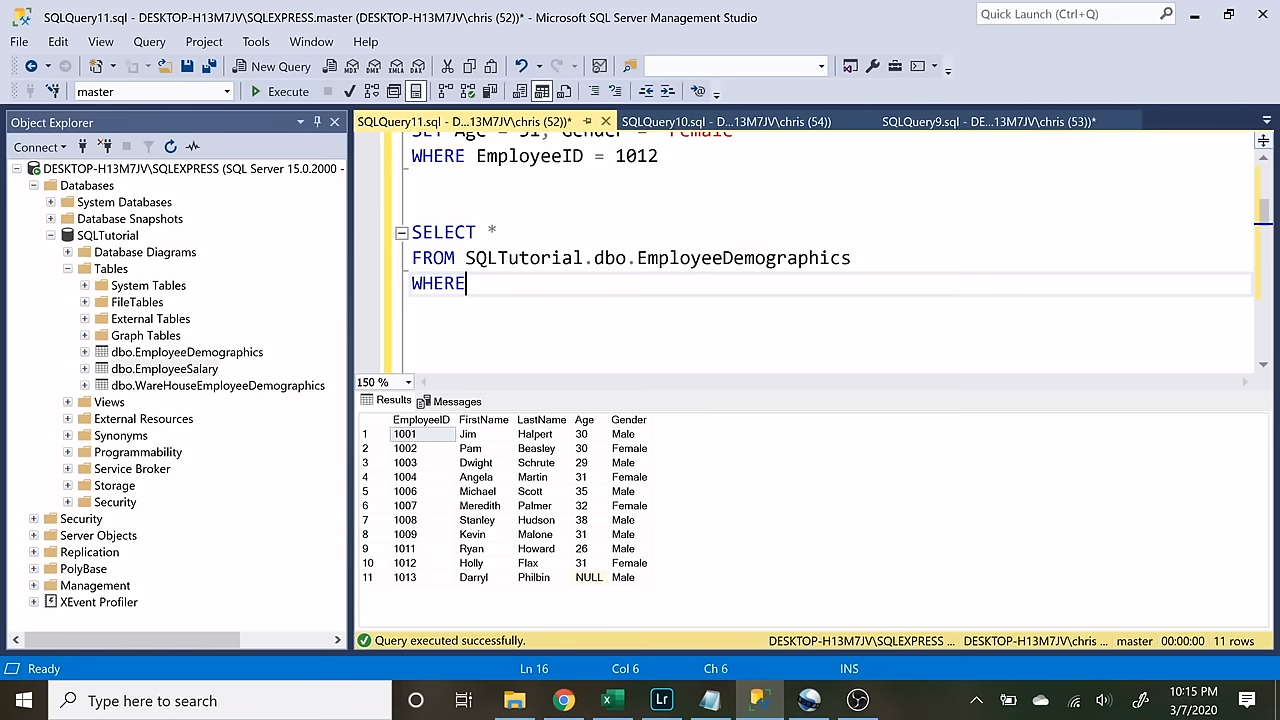 SQLQuery11.sql - DESKTOP-H13M7JV\SQLEXPRESS.master (DESKTOP-H13M7JV\chris (52))* - Microsoft SQL Server Management Studio
Quick Launch (Ctrl+Q)
File Edit View Query Project Tools Window Help
New Query
master
Execute
Object Explorer
Connect
DESKTOP-H13M7JV\SQLEXPRESS (SQL Server 15.0.2000 -
Databases
System Databases
Database Snapshots
SQLTutorial
Database Diagrams
Tables
System Tables
FileTables
External Tables
Graph Tables
dbo.EmployeeDemographics
dbo.EmployeeSalary
dbo.WareHouseEmployeeDemographics
Views
External Resources
Synonyms
Programmability
Service Broker
Storage
Security
Security
Server Objects
Replication
PolyBase
Management
XEvent Profiler
SQLQuery11.sql - D...13M7JV\chris (52))* SQLQuery10.sql - D...13M7JV\chris (54)) SQLQuery9.sql - DE...13M7JV\chris (53))*
SET Age = 31, Gender = 'Female'
WHERE EmployeeID = 1012
SELECT *
FROM SQLTutorial.dbo.EmployeeDemographics
WHERE
150 %
Results Messages
EmployeeID FirstName LastName Age Gender
1 1001 Jim Halpert 30 Male
2 1002 Pam Beasley 30 Female
3 1003 Dwight Schrute 29 Male
4 1004 Angela Martin 31 Female
5 1006 Michael Scott 35 Male
6 1007 Meredith Palmer 32 Female
7 1008 Stanley Hudson 38 Male
8 1009 Kevin Malone 31 Male
9 1011 Ryan Howard 26 Male
10 1012 Holly Flax 31 Female
11 1013 Darryl Philbin NULL Male
Query executed successfully. DESKTOP-H13M7JV\SQLEXPRESS ... DESKTOP-H13M7JV\chris ... master 00:00:00 11 rows
Ready Ln 16 Col 6 Ch 6 INS
Type here to search
Lr
10:15 PM
3/7/2020